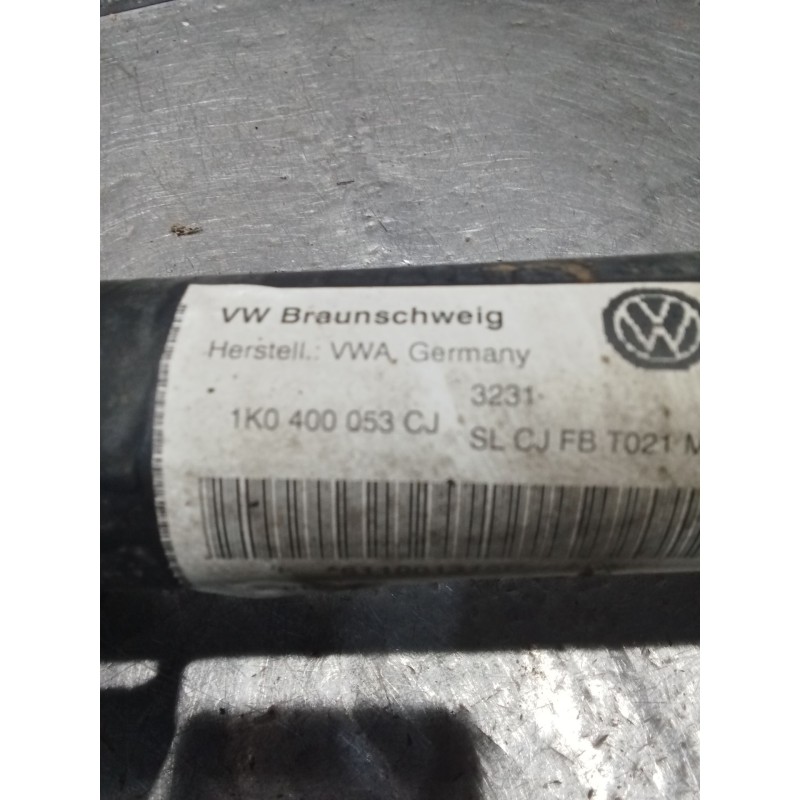 VW Braunschweig
Herstell.: VWA, Germany
3231
1K0 400 053 CJ SL CJ FB T021 M